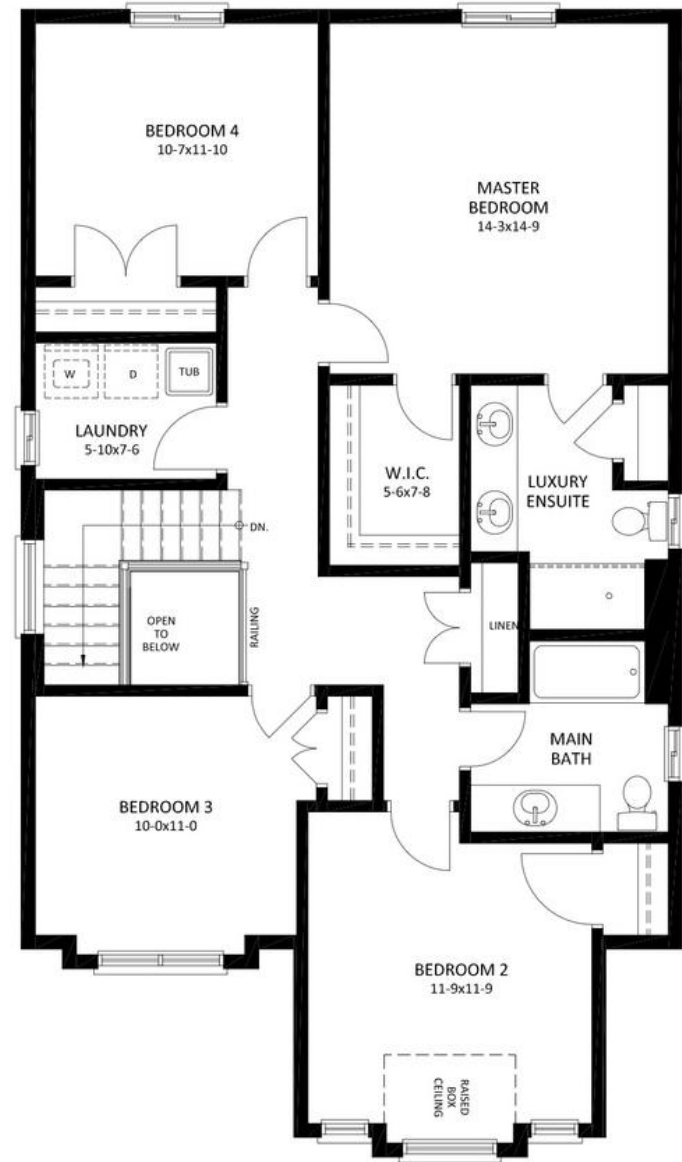 BEDROOM 4
10-7x11-10
MASTER
BEDROOM
14-3x14-9
W
D
TUB
LAUNDRY
5-10x7-6
W.I.C.
5-6x7-8
LUXURY
ENSUITE
DN.
OPEN
TO
BELOW
RAILING
LINEN
MAIN
BATH
BEDROOM 3
10-0x11-0
BEDROOM 2
11-9x11-9
RAISED
BOX
CEILING